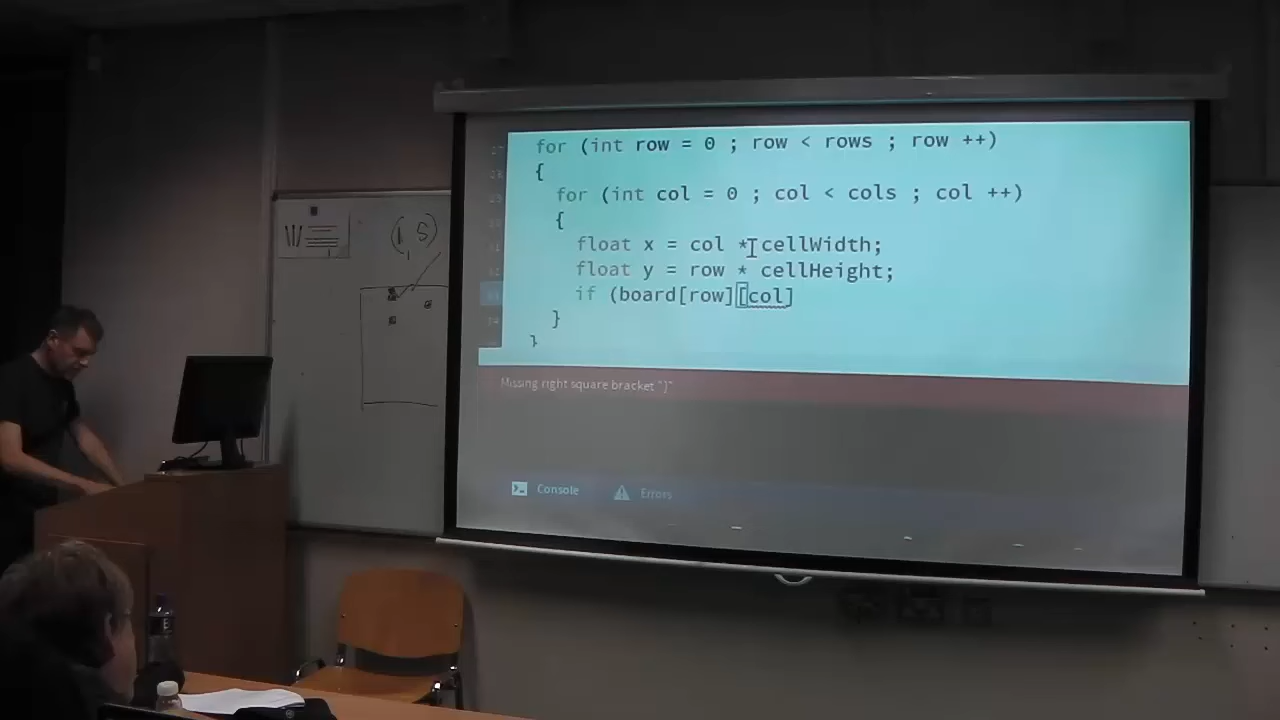 for (int row = 0 ; row < rows ; row ++)
{
for (int col = 0 ; col < cols ; col ++)
{
float x = col * cellWidth;
float y = row * cellHeight;
if (board[row][col]
}
}
Missing right square bracket "]"
Console
Errors